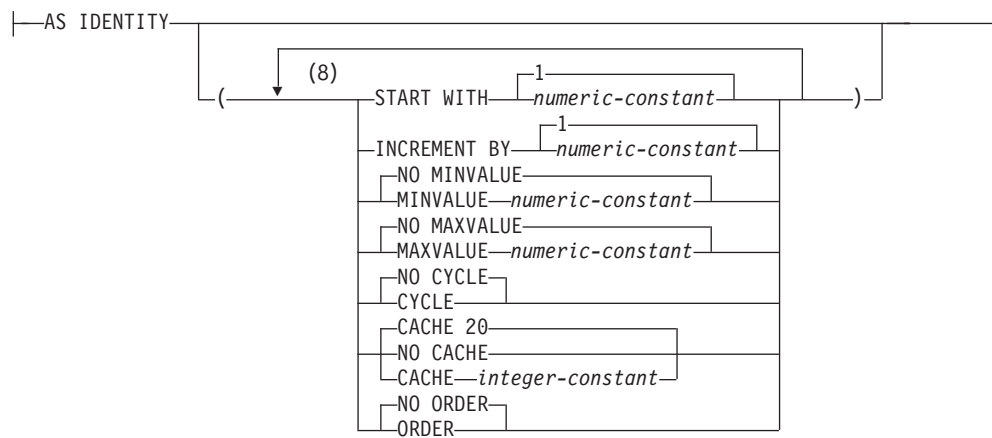 AS IDENTITY
(8) 1
( START WITH numeric-constant )
1
INCREMENT BY numeric-constant
NO MINVALUE
MINVALUE numeric-constant
NO MAXVALUE
MAXVALUE numeric-constant
NO CYCLE
CYCLE
CACHE 20
NO CACHE
CACHE integer-constant
NO ORDER
ORDER